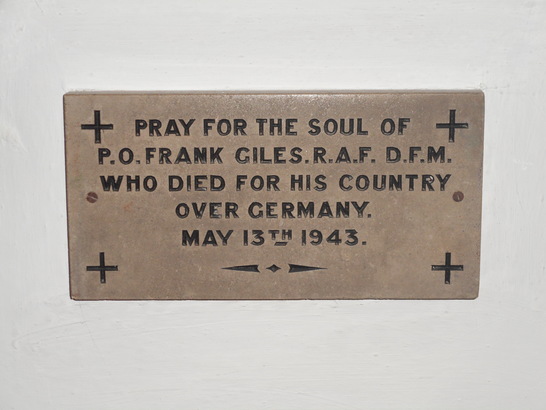 PRAY FOR THE SOUL OF
P.O. FRANK GILES. R.A.F. D.F.M.
WHO DIED FOR HIS COUNTRY
OVER GERMANY.
MAY 13TH 1943.